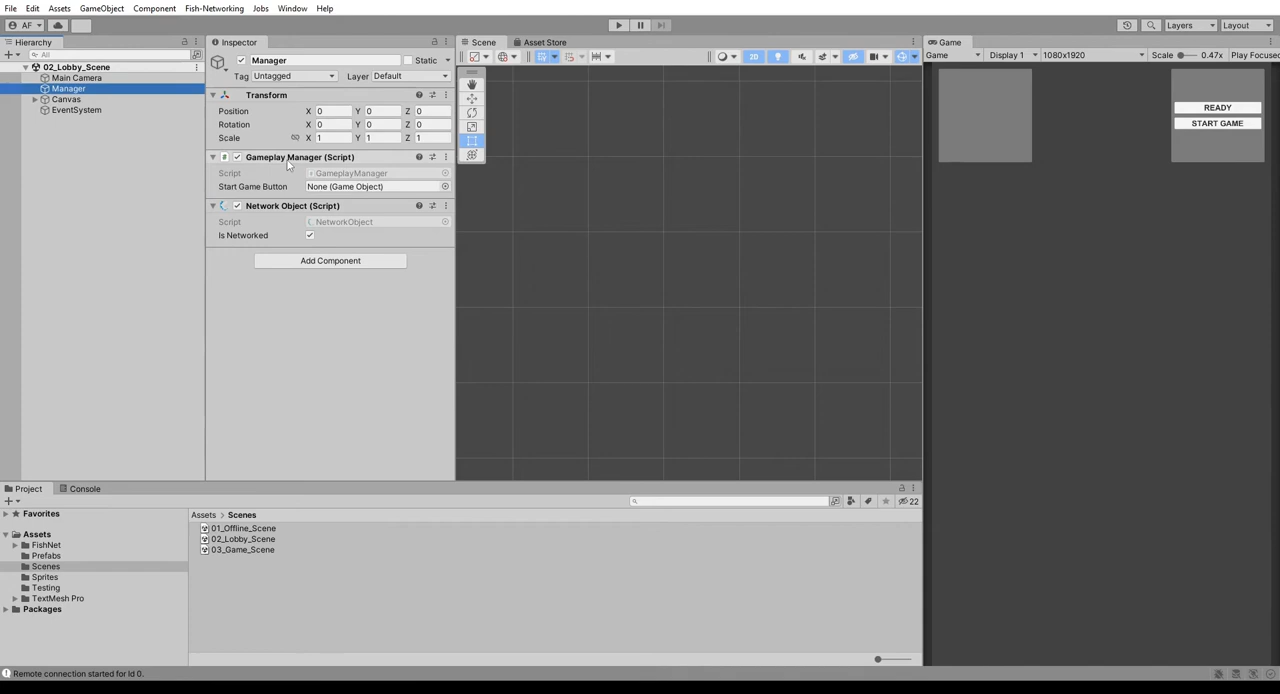 File Edit Assets GameObject Component Fish-Networking Jobs Window Help
AF Layers Layout
Hierarchy
All
02_Lobby_Scene
Main Camera
Manager
Canvas
EventSystem
Inspector
Manager Static
Tag Untagged Layer Default
Transform
Position X 0 Y 0 Z 0
Rotation X 0 Y 0 Z 0
Scale X 1 Y 1 Z 1
Gameplay Manager (Script)
Script GameplayManager
Start Game Button None (Game Object)
Network Object (Script)
Script NetworkObject
Is Networked
Add Component
Scene Asset Store
2D
Game
Game Display 1 1080x1920 Scale 0.47x Play Focused
READY
START GAME
Project Console
22
Favorites
Assets
FishNet
Prefabs
Scenes
Sprites
Testing
TextMesh Pro
Packages
Assets > Scenes
01_Offline_Scene
02_Lobby_Scene
03_Game_Scene
Remote connection started for Id 0.